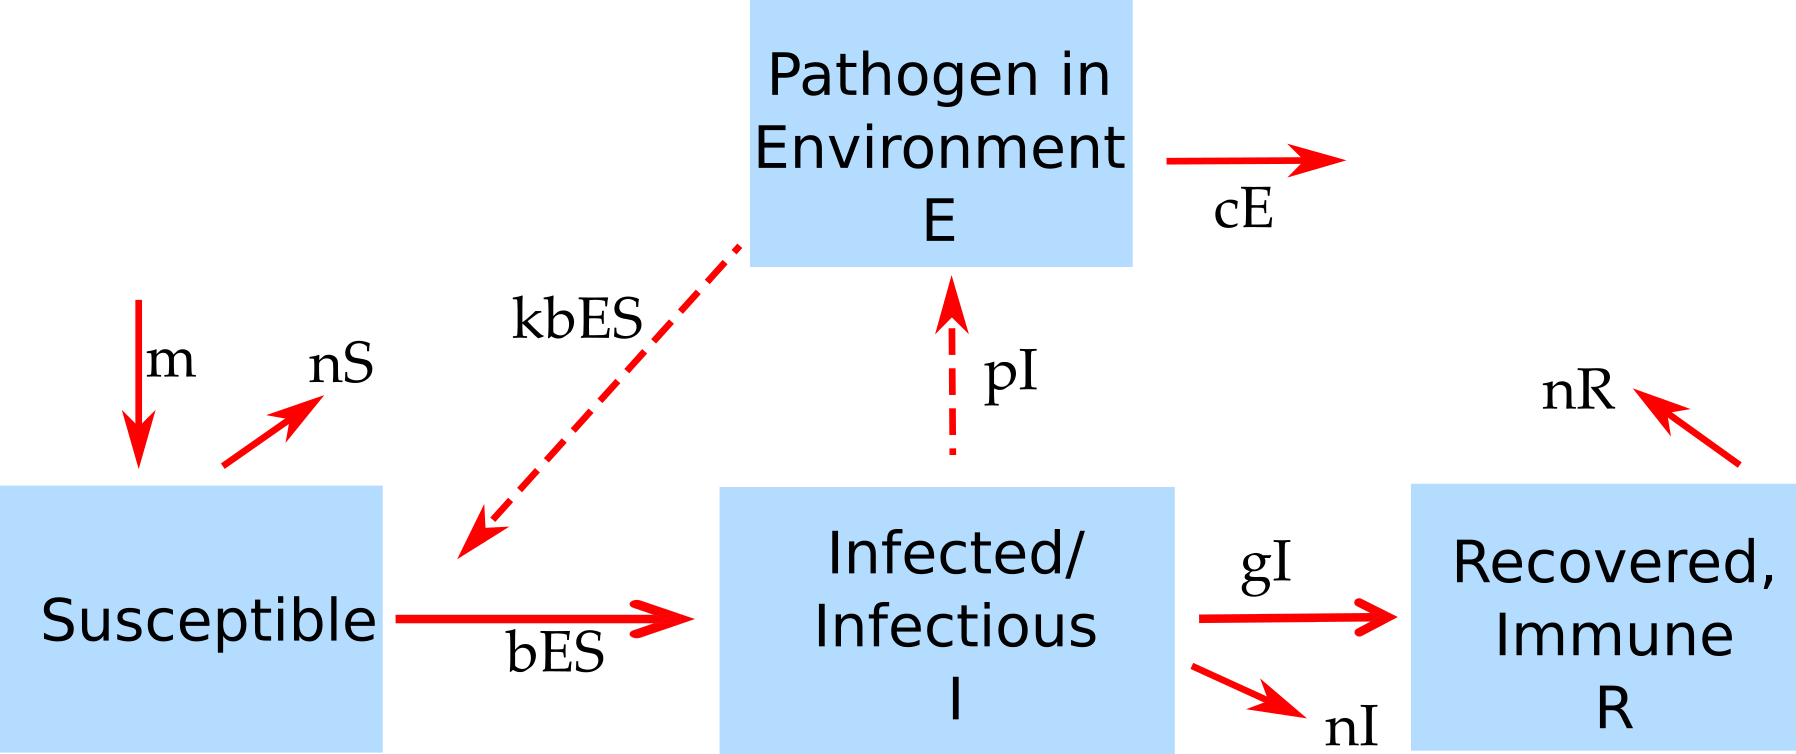 Pathogen in
Environment
E
cE
kbES
m
nS
pI
nR
Susceptible
bES
Infected/
Infectious
I
gI
nI
Recovered,
Immune
R